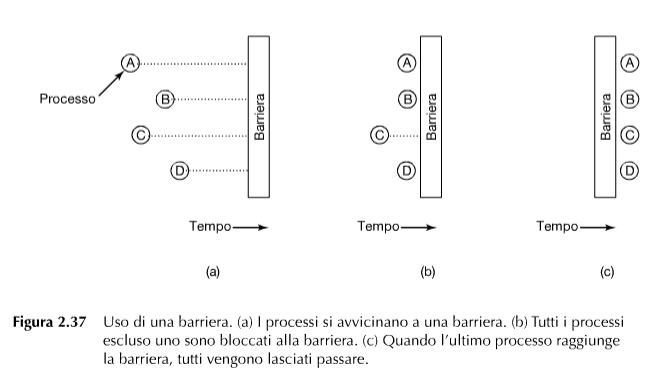 Processo
A
B
C
D
Barriera
Tempo
(a)
A
B
C
D
Barriera
Tempo
(b)
Barriera
A
B
C
D
Tempo
(c)
Figura 2.37 Uso di una barriera. (a) I processi si avvicinano a una barriera. (b) Tutti i processi
escluso uno sono bloccati alla barriera. (c) Quando l'ultimo processo raggiunge
la barriera, tutti vengono lasciati passare.